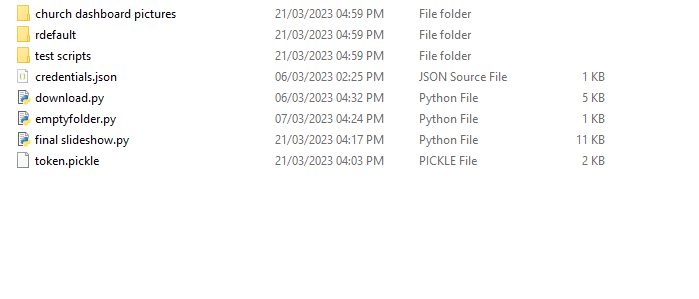 church dashboard pictures 21/03/2023 04:59 PM File folder
rdefault 21/03/2023 04:59 PM File folder
test scripts 21/03/2023 04:59 PM File folder
credentials.json 06/03/2023 02:25 PM JSON Source File 1 KB
download.py 06/03/2023 04:32 PM Python File 5 KB
emptyfolder.py 07/03/2023 04:24 PM Python File 1 KB
final slideshow.py 21/03/2023 04:17 PM Python File 11 KB
token.pickle 21/03/2023 04:03 PM PICKLE File 2 KB